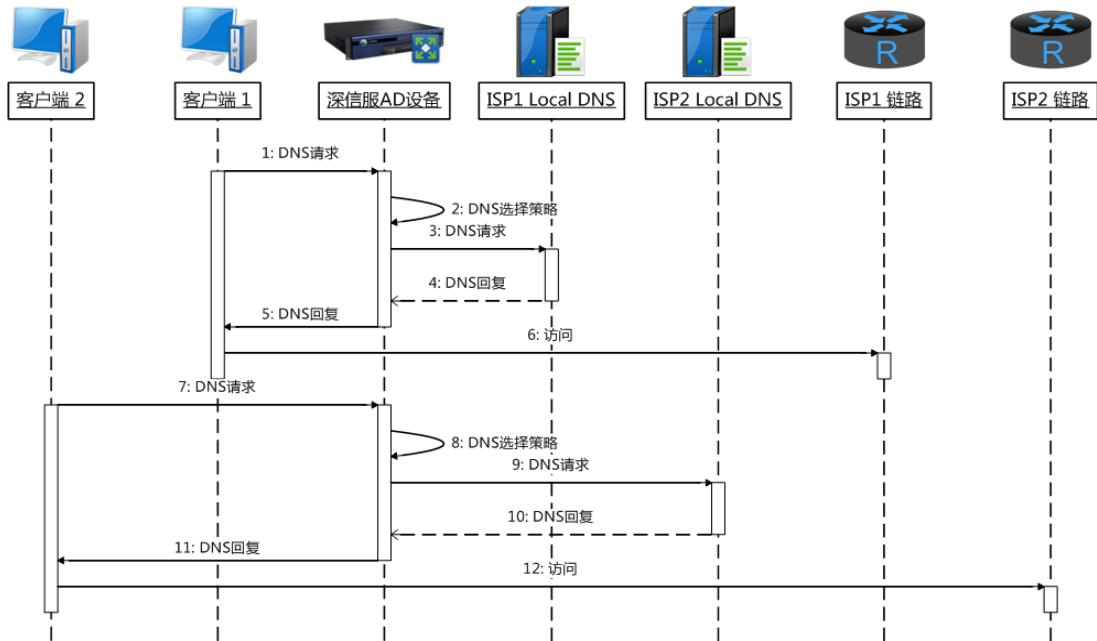 客户端 2
客户端 1
深信服AD设备
ISP1 Local DNS
ISP2 Local DNS
ISP1 链路
ISP2 链路
1: DNS请求
2: DNS选择策略
3: DNS请求
4: DNS回复
5: DNS回复
6: 访问
7: DNS请求
8: DNS选择策略
9: DNS请求
10: DNS回复
11: DNS回复
12: 访问
R
R